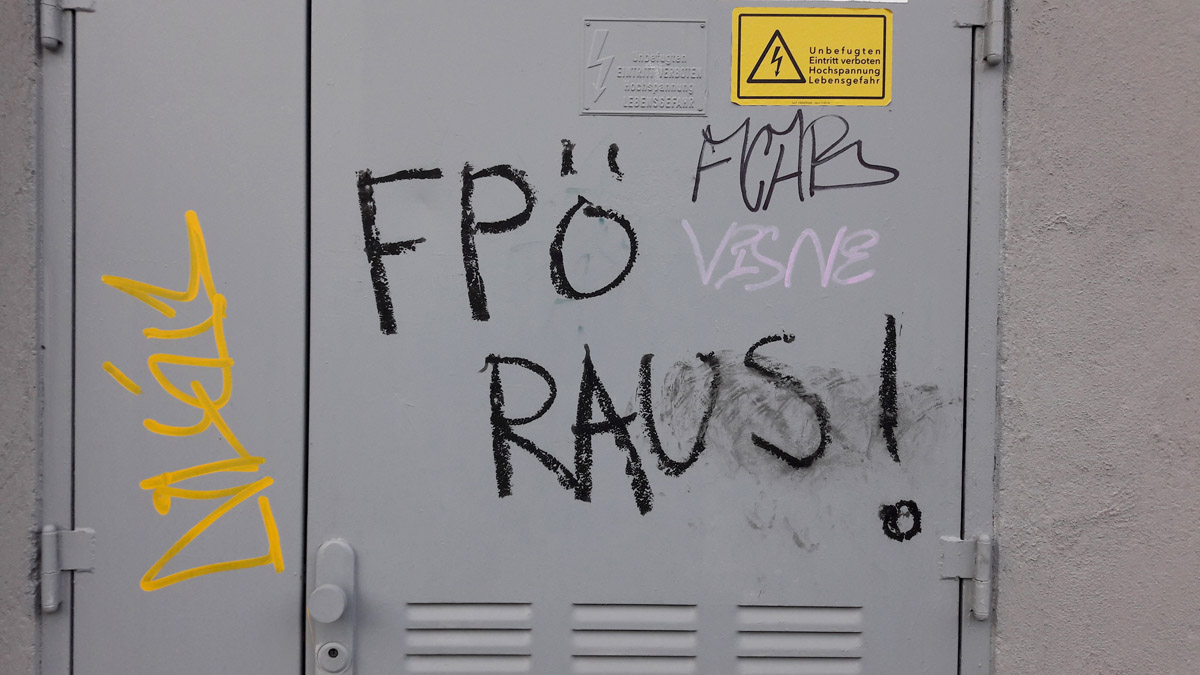 Unbefugten
EINTRITT VERBOTEN
Hochspannung
LEBENSGEFAHR
Unbefugten
Eintritt verboten
Hochspannung
Lebensgefahr
FPÖ
RAUS!
VISNE